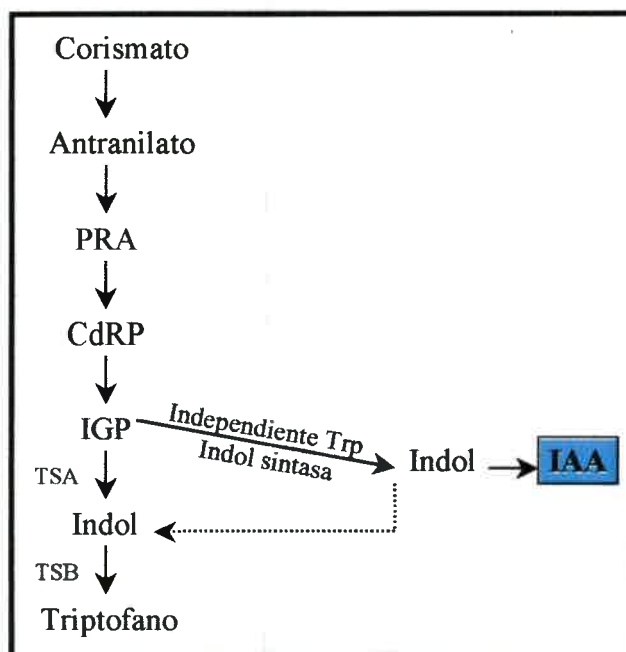 Corismato
Antranilato
PRA
CdRP
IGP
Independiente Trp
Indol sintasa
Indol
IAA
TSA
Indol
TSB
Triptofano